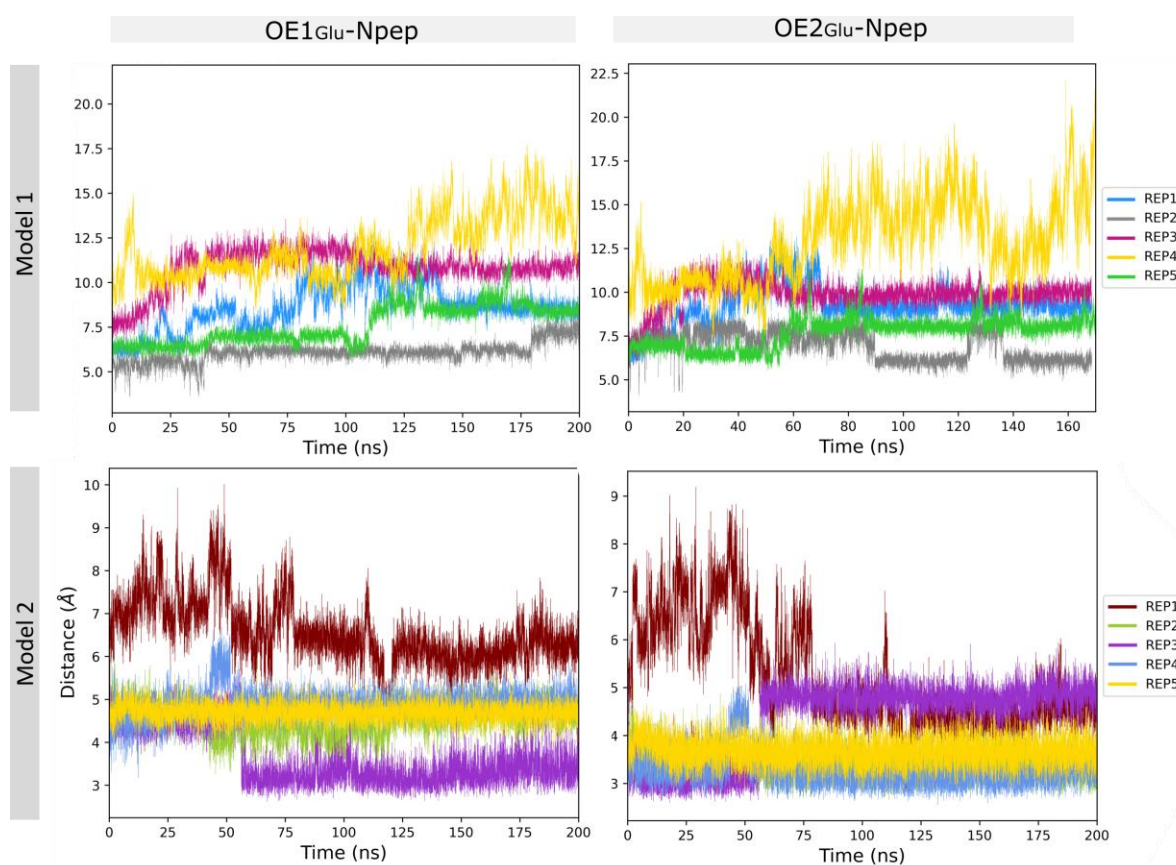 OE1Glu-Npep
OE2Glu-Npep
Model 1
20.0
17.5
15.0
12.5
10.0
7.5
5.0
0 25 50 75 100 125 150 175 200
Time (ns)
22.5
20.0
17.5
15.0
12.5
10.0
7.5
5.0
0 20 40 60 80 100 120 140 160
Time (ns)
REP1
REP2
REP3
REP4
REP5
Model 2
Distance (Å)
10
9
8
7
6
5
4
3
0 25 50 75 100 125 150 175 200
Time (ns)
9
8
7
6
5
4
3
0 25 50 75 100 125 150 175 200
Time (ns)
REP1
REP2
REP3
REP4
REP5